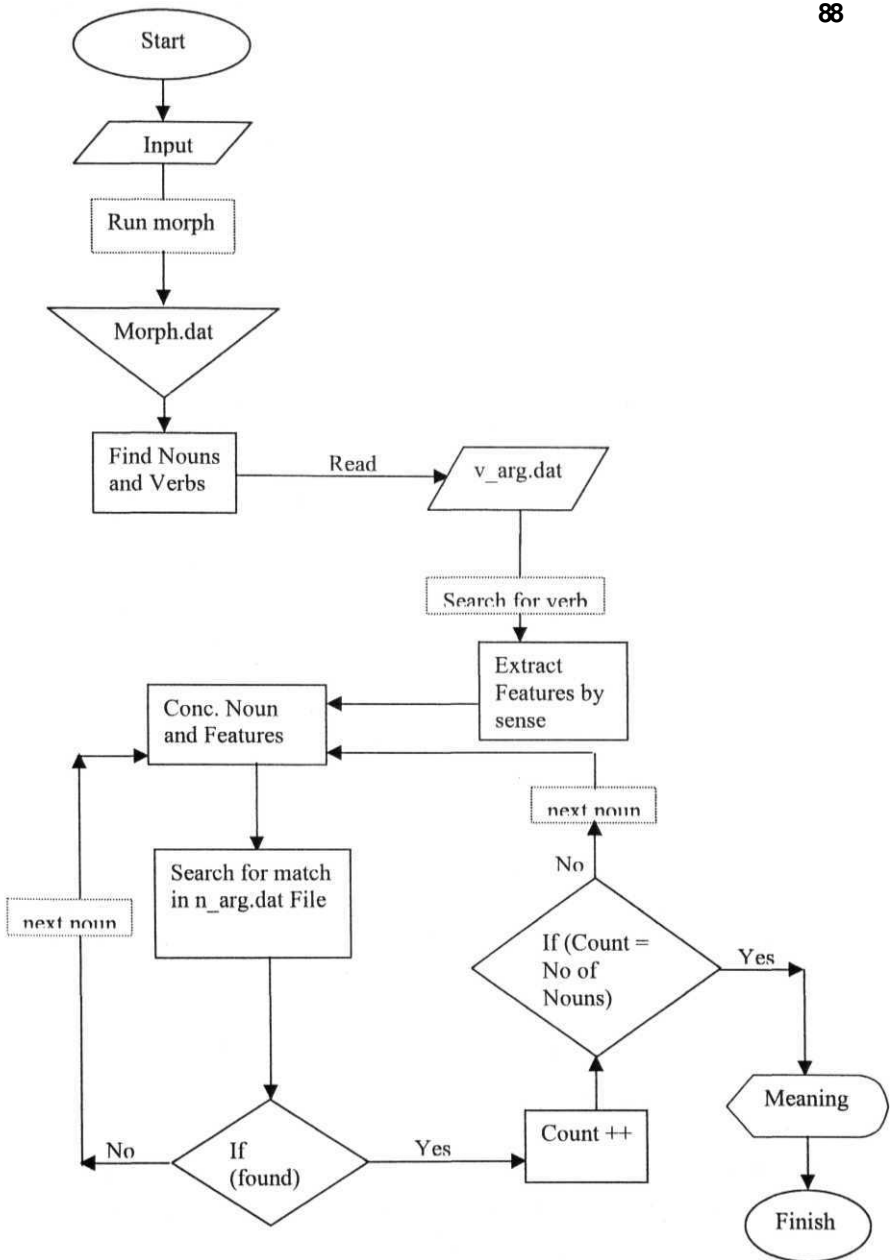 88
Start
Input
Run morph
Morph.dat
Find Nouns
and Verbs
Read
v_arg.dat
Search for verb
Extract
Features by
sense
Conc. Noun
and Features
next noun
Search for match
in n_arg.dat File
No
next noun
If (Count =
No of
Nouns)
Yes
Meaning
Count ++
If
(found)
No
Yes
Finish